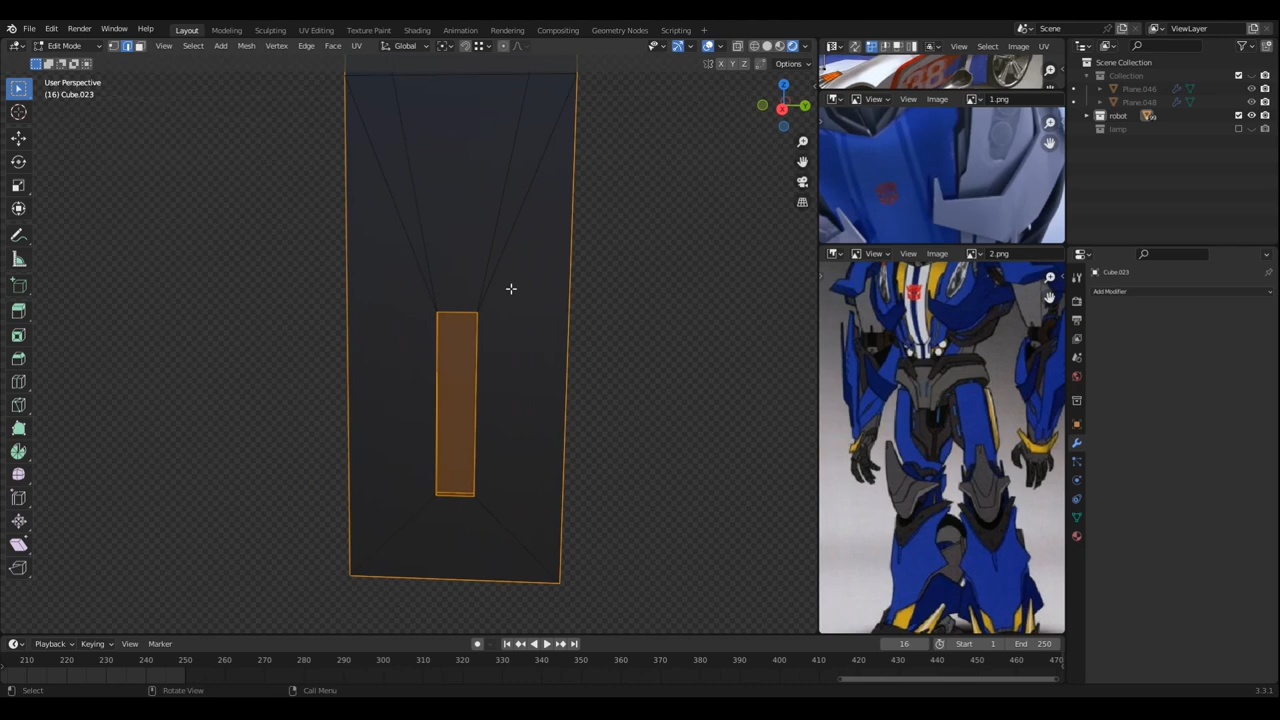 File Edit Render Window Help Layout Modeling Sculpting UV Editing Texture Paint Shading Animation Rendering Compositing Geometry Nodes Scripting Scene ViewLayer
Edit Mode View Select Add Mesh Vertex Edge Face UV Global View Select Image UV
X Y Z Options
User Perspective
(16) Cube.023
Scene Collection
Collection
Plane.046
Plane.048
robot 99
lamp
View Image 1.png
View Image 2.png
Cube.023
Add Modifier
Z
Y
X
38
Playback Keying View Marker 16 Start 1 End 250
210 220 230 240 250 260 270 280 290 300 310 320 330 340 350 360 370 380 390 400 410 420 430 440 450 460 470
Select Rotate View Call Menu 3.3.1